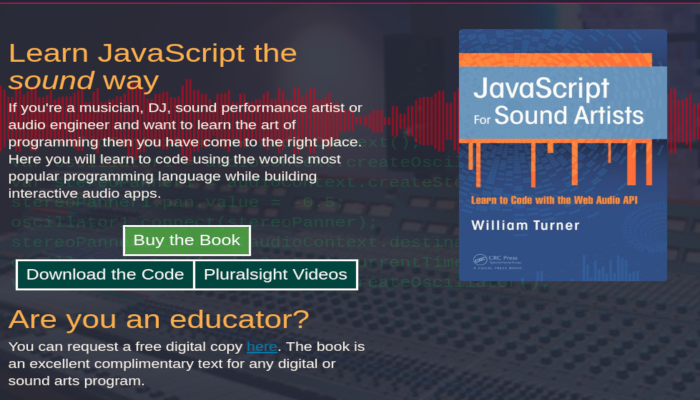 Learn JavaScript the
sound way
If you're a musician, DJ, sound performance artist or
audio engineer and want to learn the art of
programming then you have come to the right place.
Here you will learn to code using the worlds most
popular programming language while building
interactive audio apps.
Buy the Book
Download the Code
Pluralsight Videos
Are you an educator?
You can request a free digital copy here. The book is
an excellent complimentary text for any digital or
sound arts program.
JavaScript
For Sound Artists
Learn to Code with the Web Audio API
William Turner
CRC Press